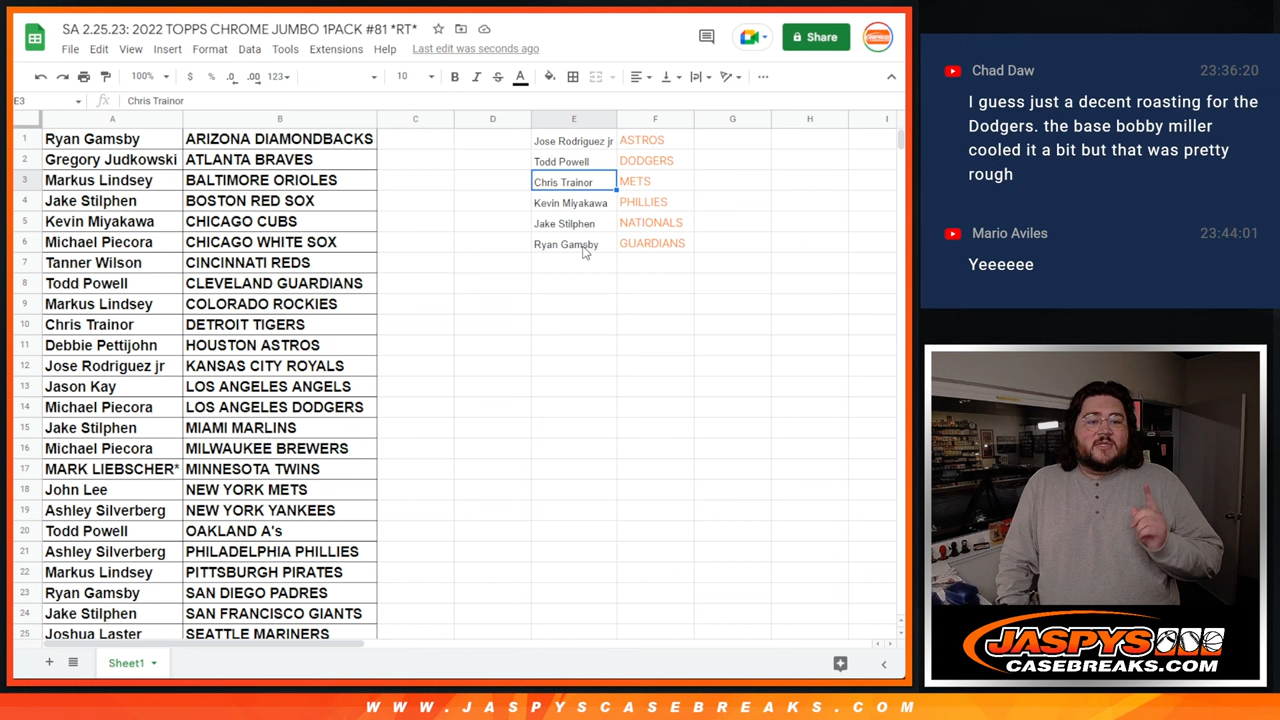 SA 2.25.23: 2022 TOPPS CHROME JUMBO 1PACK #81 *RT*
File Edit View Insert Format Data Tools Extensions Help Last edit was seconds ago
Share
100% $ % .0 .00 123 10 B I S A
E3 fx Chris Trainor
A B C D E F G H I
1 Ryan Gamsby ARIZONA DIAMONDBACKS Jose Rodriguez jr ASTROS
2 Gregory Judkowski ATLANTA BRAVES Todd Powell DODGERS
3 Markus Lindsey BALTIMORE ORIOLES Chris Trainor METS
4 Jake Stilphen BOSTON RED SOX Kevin Miyakawa PHILLIES
5 Kevin Miyakawa CHICAGO CUBS Jake Stilphen NATIONALS
6 Michael Piecora CHICAGO WHITE SOX Ryan Gamsby GUARDIANS
7 Tanner Wilson CINCINNATI REDS
8 Todd Powell CLEVELAND GUARDIANS
9 Markus Lindsey COLORADO ROCKIES
10 Chris Trainor DETROIT TIGERS
11 Debbie Pettijohn HOUSTON ASTROS
12 Jose Rodriguez jr KANSAS CITY ROYALS
13 Jason Kay LOS ANGELES ANGELS
14 Michael Piecora LOS ANGELES DODGERS
15 Jake Stilphen MIAMI MARLINS
16 Michael Piecora MILWAUKEE BREWERS
17 MARK LIEBSCHER* MINNESOTA TWINS
18 John Lee NEW YORK METS
19 Ashley Silverberg NEW YORK YANKEES
20 Todd Powell OAKLAND A's
21 Ashley Silverberg PHILADELPHIA PHILLIES
22 Markus Lindsey PITTSBURGH PIRATES
23 Ryan Gamsby SAN DIEGO PADRES
24 Jake Stilphen SAN FRANCISCO GIANTS
25 Joshua Laster SEATTLE MARINERS
Sheet1
Chad Daw 23:36:20
I guess just a decent roasting for the
Dodgers. the base bobby miller
cooled it a bit but that was pretty
rough
Mario Aviles 23:44:01
Yeeeeee
JASPYS
CASEBREAKS.COM
WWW.JASPYSCASEBREAKS.COM